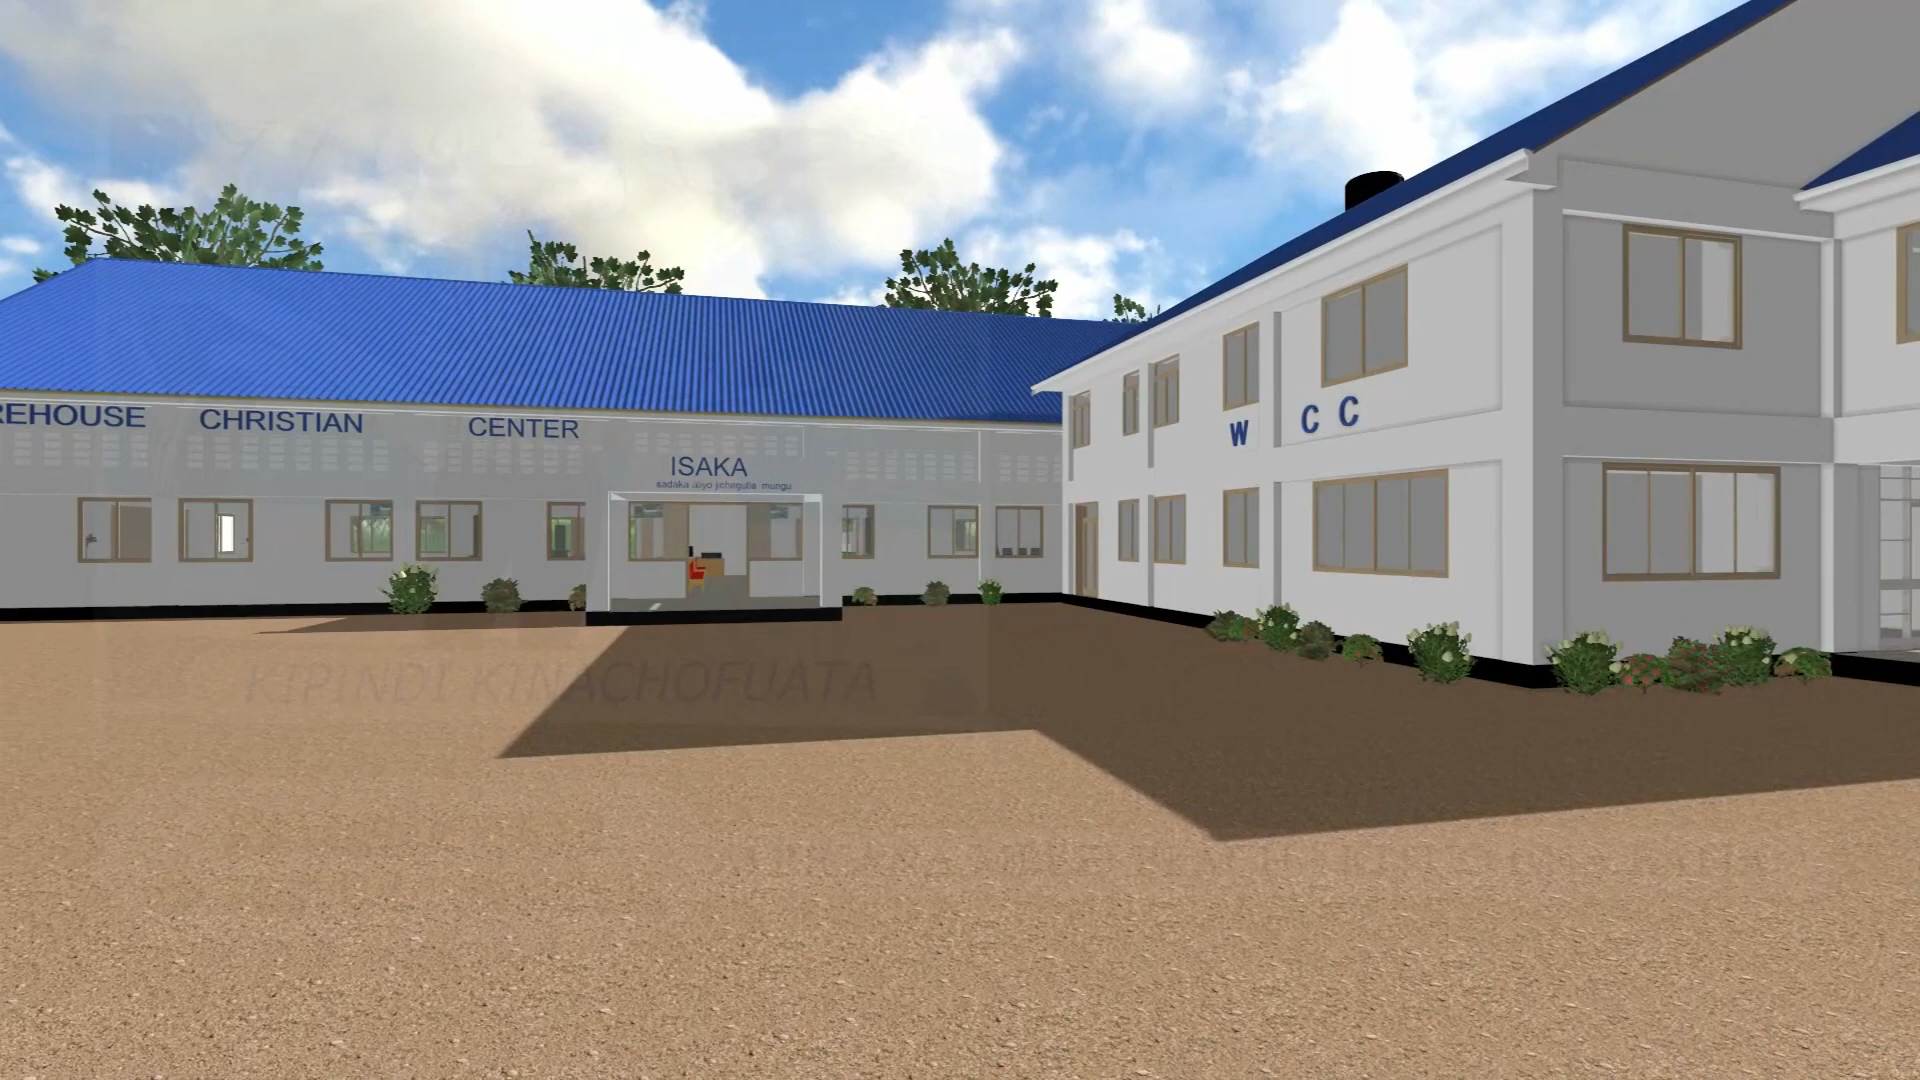 REHOUSE CHRISTIAN CENTER
W C C
ISAKA
sadaka aliyo jichagulia mungu
KIPINDI KINACHOFUATA